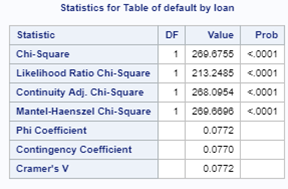 Statistics for Table of default by loan
Statistic DF Value Prob
Chi-Square 1 269.6755 <.0001
Likelihood Ratio Chi-Square 1 213.2485 <.0001
Continuity Adj. Chi-Square 1 268.0954 <.0001
Mantel-Haenszel Chi-Square 1 269.6696 <.0001
Phi Coefficient 0.0772
Contingency Coefficient 0.0770
Cramer's V 0.0772